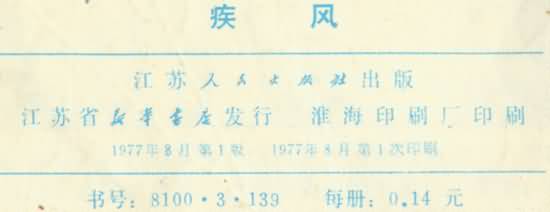 疾风
江苏人民出版社出版
江苏省新华书店发行 淮海印刷厂印刷
1977年8月第1版 1977年8月第1次印刷
书号：8100·3·139 每册：0.14元